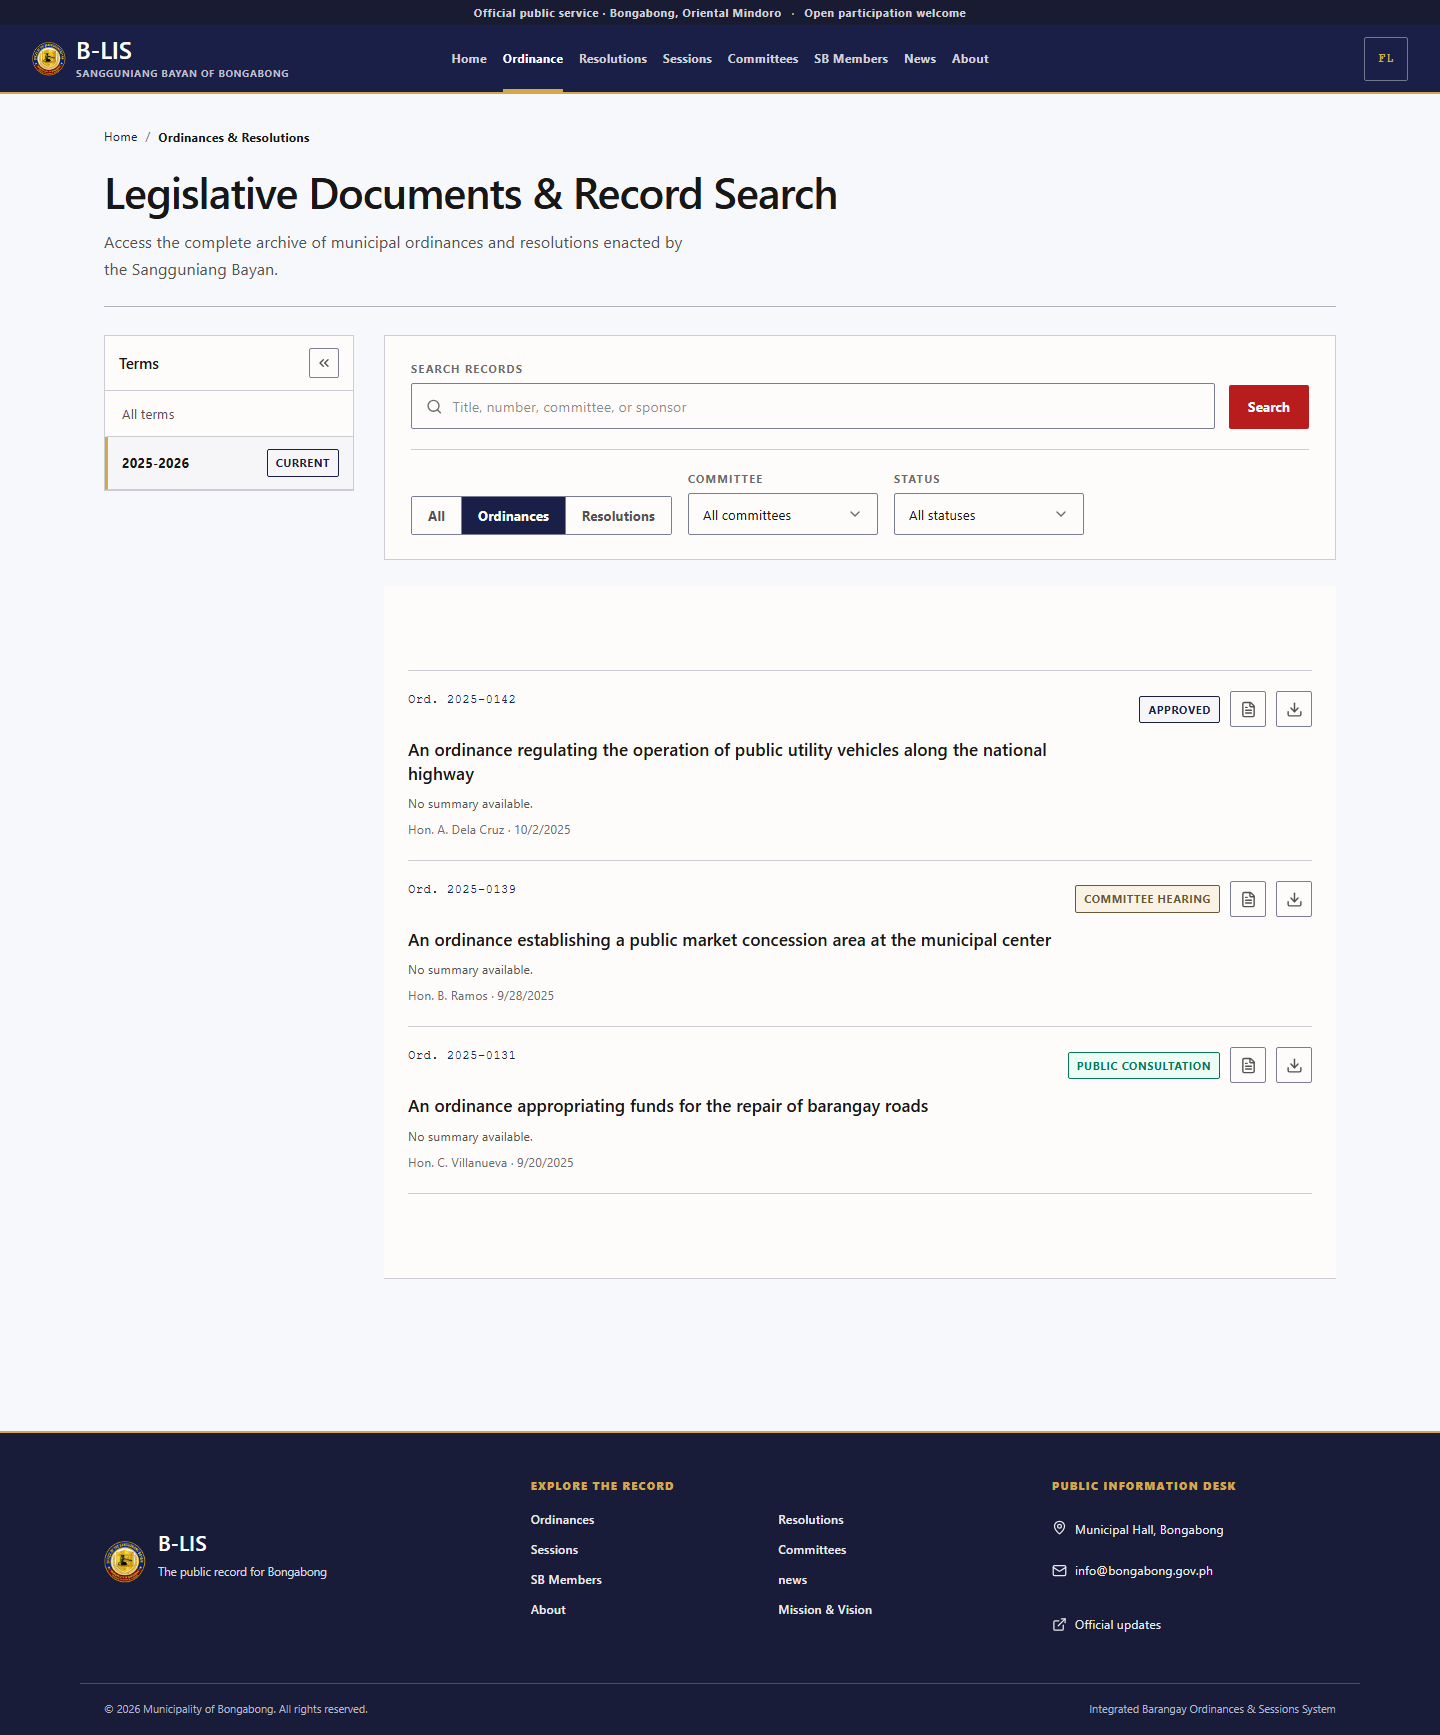 Official public service · Bongabong, Oriental Mindoro · Open participation welcome
B-LIS
SANGGUNIANG BAYAN OF BONGABONG
Home Ordinance Resolutions Sessions Committees SB Members News About
FL
Home / Ordinances & Resolutions
Legislative Documents & Record Search
Access the complete archive of municipal ordinances and resolutions enacted by
the Sangguniang Bayan.
Terms
All terms
2025-2026 CURRENT
SEARCH RECORDS
Title, number, committee, or sponsor
Search
COMMITTEE STATUS
All Ordinances Resolutions All committees All statuses
Ord. 2025-0142
APPROVED
An ordinance regulating the operation of public utility vehicles along the national
highway
No summary available.
Hon. A. Dela Cruz · 10/2/2025
Ord. 2025-0139
COMMITTEE HEARING
An ordinance establishing a public market concession area at the municipal center
No summary available.
Hon. B. Ramos · 9/28/2025
Ord. 2025-0131
PUBLIC CONSULTATION
An ordinance appropriating funds for the repair of barangay roads
No summary available.
Hon. C. Villanueva · 9/20/2025
B-LIS
The public record for Bongabong
EXPLORE THE RECORD
Ordinances Resolutions
Sessions Committees
SB Members news
About Mission & Vision
PUBLIC INFORMATION DESK
Municipal Hall, Bongabong
info@bongabong.gov.ph
Official updates
© 2026 Municipality of Bongabong. All rights reserved.
Integrated Barangay Ordinances & Sessions System